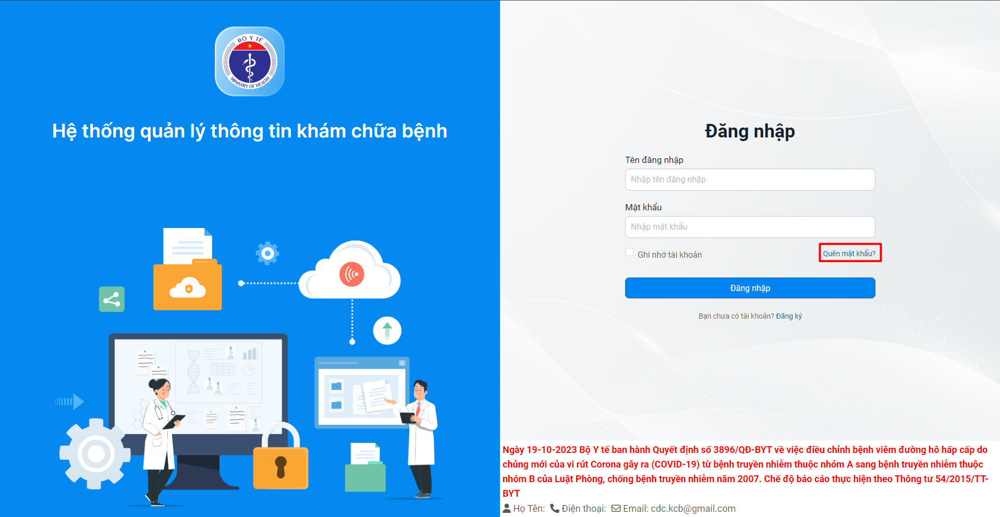 BỘ Y TẾ
MINISTRY OF HEALTH
Hệ thống quản lý thông tin khám chữa bệnh
X
Đăng nhập
Tên đăng nhập
Nhập tên đăng nhập
Mật khẩu
Nhập mật khẩu
Ghi nhớ tài khoản
Quên mật khẩu?
Đăng nhập
Bạn chưa có tài khoản? Đăng ký
Ngày 19-10-2023 Bộ Y tế ban hành Quyết định số 3896/QĐ-BYT về việc điều chỉnh bệnh viêm đường hô hấp cấp do
chủng mới của vi rút Corona gây ra (COVID-19) từ bệnh truyền nhiễm thuộc nhóm A sang bệnh truyền nhiễm thuộc
nhóm B của Luật Phòng, chống bệnh truyền nhiễm năm 2007. Chế độ báo cáo thực hiện theo Thông tư 54/2015/TT-
BYT
Họ Tên: Điện thoại: Email: cdc.kcb@gmail.com